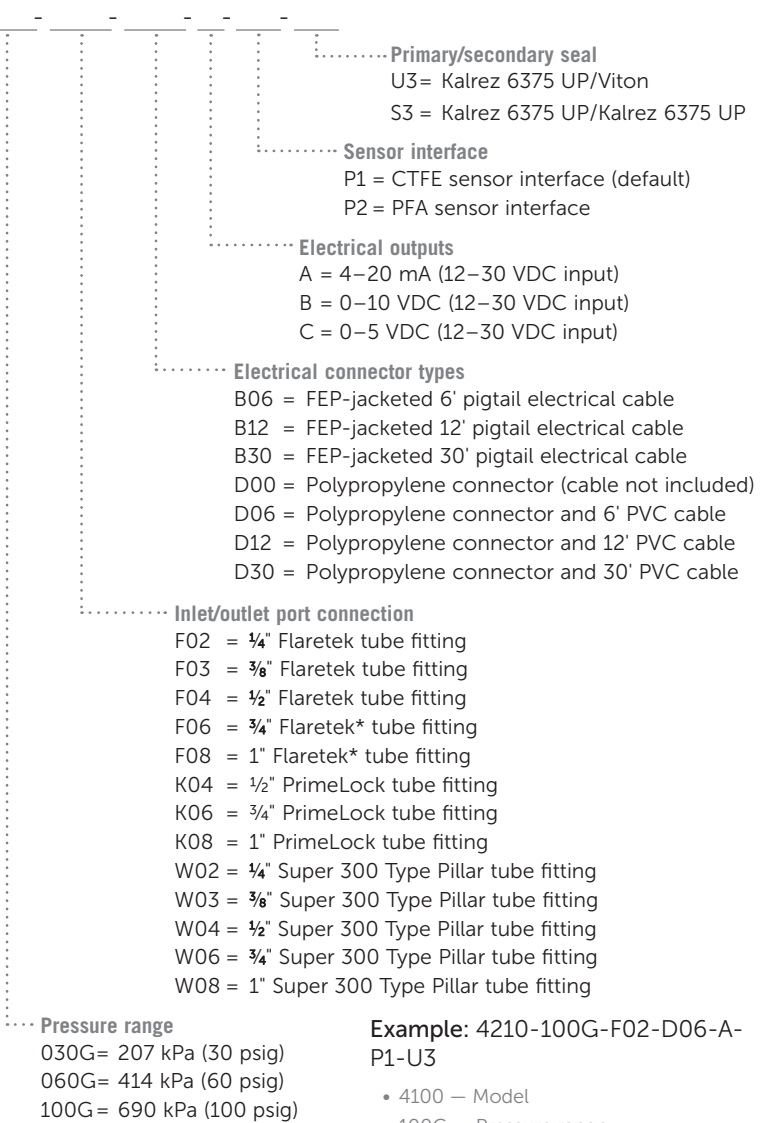 - - - - -
Primary/secondary seal
U3= Kalrez 6375 UP/Viton
S3 = Kalrez 6375 UP/Kalrez 6375 UP
Sensor interface
P1 = CTFE sensor interface (default)
P2 = PFA sensor interface
Electrical outputs
A = 4–20 mA (12–30 VDC input)
B = 0–10 VDC (12–30 VDC input)
C = 0–5 VDC (12–30 VDC input)
Electrical connector types
B06 = FEP-jacketed 6' pigtail electrical cable
B12 = FEP-jacketed 12' pigtail electrical cable
B30 = FEP-jacketed 30' pigtail electrical cable
D00 = Polypropylene connector (cable not included)
D06 = Polypropylene connector and 6' PVC cable
D12 = Polypropylene connector and 12' PVC cable
D30 = Polypropylene connector and 30' PVC cable
Inlet/outlet port connection
F02 = ¼" Flaretek tube fitting
F03 = ⅜" Flaretek tube fitting
F04 = ½" Flaretek tube fitting
F06 = ¾" Flaretek* tube fitting
F08 = 1" Flaretek* tube fitting
K04 = ½" PrimeLock tube fitting
K06 = ¾" PrimeLock tube fitting
K08 = 1" PrimeLock tube fitting
W02 = ¼" Super 300 Type Pillar tube fitting
W03 = ⅜" Super 300 Type Pillar tube fitting
W04 = ½" Super 300 Type Pillar tube fitting
W06 = ¾" Super 300 Type Pillar tube fitting
W08 = 1" Super 300 Type Pillar tube fitting
Pressure range
030G= 207 kPa (30 psig)
060G= 414 kPa (60 psig)
100G= 690 kPa (100 psig)
Example: 4210-100G-F02-D06-A-
P1-U3
• 4100 — Model